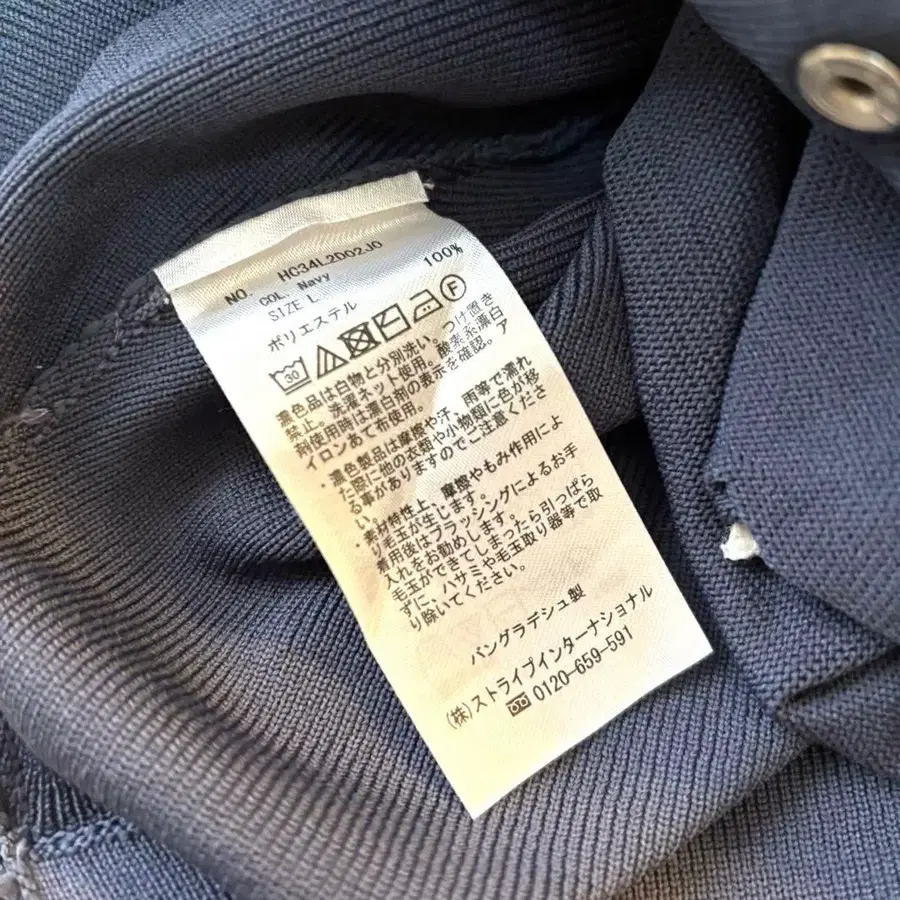 NO. HC34L2D02J0
COL. Navy
SIZE L
ポリエステル 100%
30 F
濃色品は白物と分別洗い。つけ置き
禁止。洗濯ネット使用。酸素系漂白
剤使用時は漂白剤の表示を確認。ア
イロンあて布使用。
・濃色製品は摩擦や汗、雨等で濡れ
た際に他の衣類や小物類に色が移
る事がありますのでご注意くださ
い。
・素材特性上、摩擦やもみ作用によ
り毛玉が生じます。
着用後はブラッシングによるお手
入れをお勧めします。
毛玉ができてしまったら引っぱら
ずに、ハサミや毛玉取り器等で取
り除いてください。
バングラデシュ製
(株)ストライプインターナショナル
0120-659-591